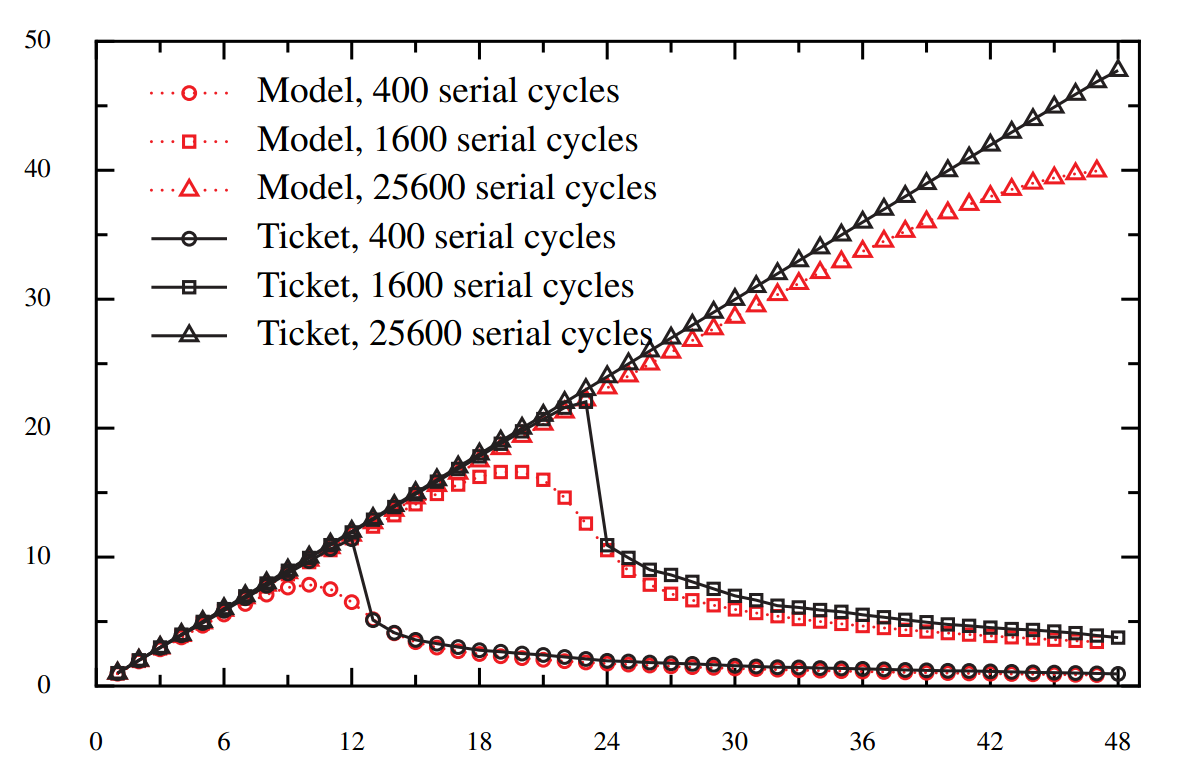 50
Model, 400 serial cycles
Model, 1600 serial cycles
40
Model, 25600 serial cycles
Ticket, 400 serial cycles
Ticket, 1600 serial cycles
30
Ticket, 25600 serial cycles
20
10
0
0 6 12 18 24 30 36 42 48